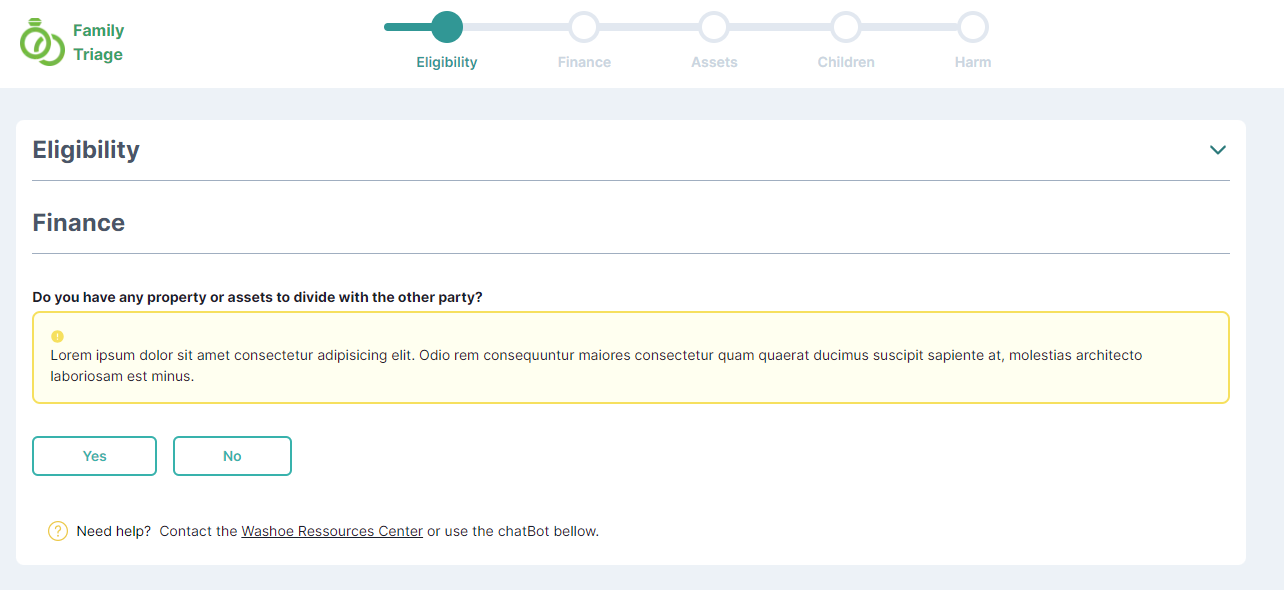 Family
Triage
Eligibility
Finance
Assets
Children
Harm
Eligibility
Finance
Do you have any property or assets to divide with the other party?
Lorem ipsum dolor sit amet consectetur adipisicing elit. Odio rem consequuntur maiores consectetur quam quaerat ducimus suscipit sapiente at, molestias architecto
laboriosam est minus.
Yes
No
Need help? Contact the Washoe Ressources Center or use the chatBot bellow.